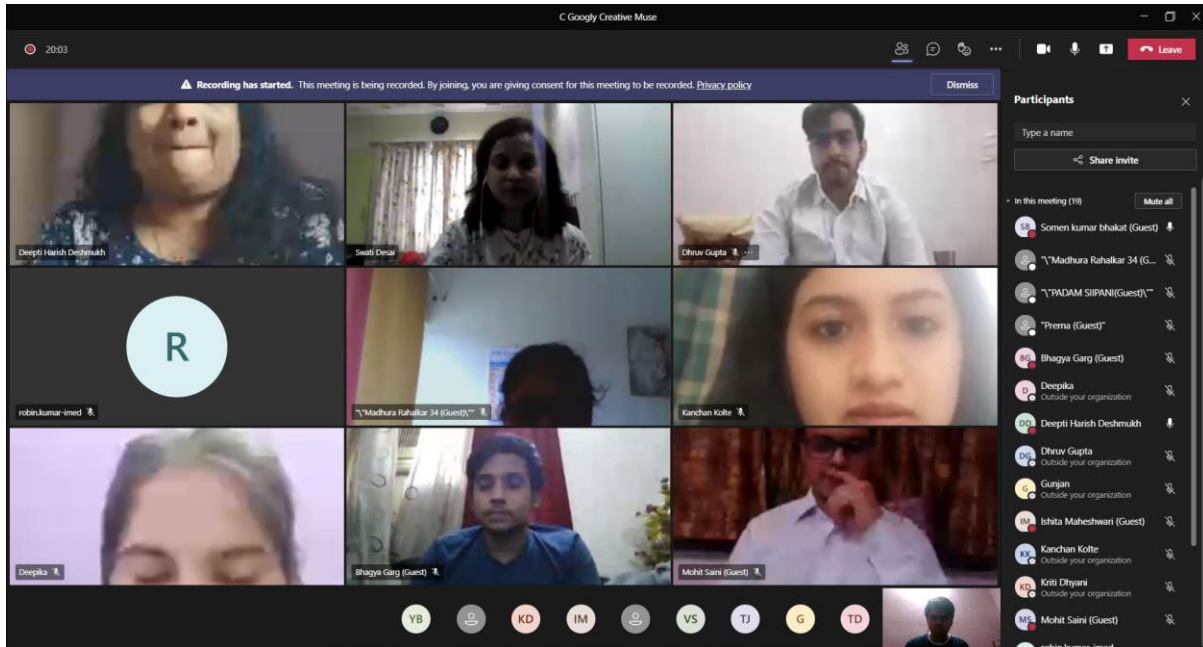 C Googly Creative Muse
20:03
Leave
Recording has started. This meeting is being recorded. By joining, you are giving consent for this meeting to be recorded. Privacy policy
Dismiss
Deepti Harish Deshmukh
Swati Desai
Dhruv Gupta
R
robin.kumar-imed
"\"Madhura Rahalkar 34 (Guest)\""
Kanchan Kolte
Deepika
Bhagya Garg (Guest)
Mohit Saini (Guest)
YB
KD
IM
VS
TJ
G
TD
Participants
Type a name
Share invite
In this meeting (19)
Mute all
SB
Somen kumar bhakat (Guest)
"\"Madhura Rahalkar 34 (G...
"\"PADAM SIIPANI(Guest)\""
"Prerna (Guest)"
BG
Bhagya Garg (Guest)
D
Deepika
Outside your organization
DD
Deepti Harish Deshmukh
DG
Dhruv Gupta
Outside your organization
G
Gunjan
Outside your organization
IM
Ishita Maheshwari (Guest)
KK
Kanchan Kolte
Outside your organization
KD
Kriti Dhyani
Outside your organization
MS
Mohit Saini (Guest)